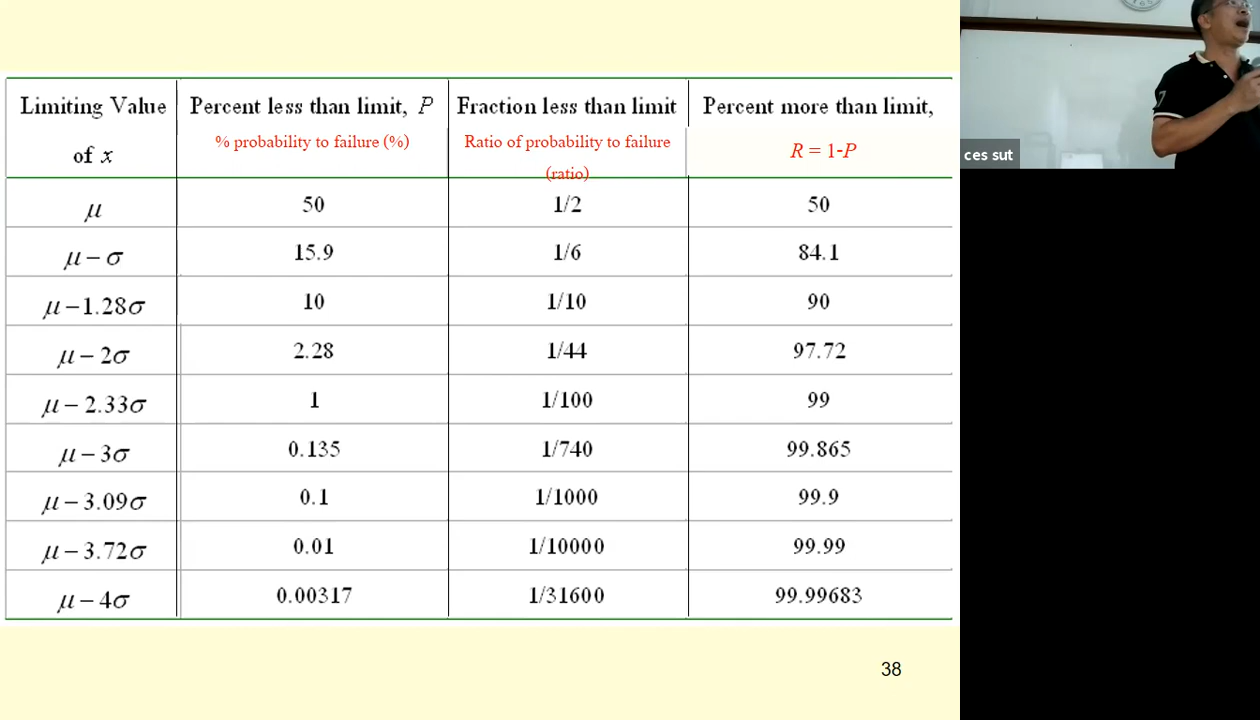 Limiting Value
of x
Percent less than limit, P
% probability to failure (%)
Fraction less than limit
Ratio of probability to failure
(ratio)
Percent more than limit,
R = 1-P
μ 50 1/2 50
μ – σ 15.9 1/6 84.1
μ – 1.28σ 10 1/10 90
μ – 2σ 2.28 1/44 97.72
μ – 2.33σ 1 1/100 99
μ – 3σ 0.135 1/740 99.865
μ – 3.09σ 0.1 1/1000 99.9
μ – 3.72σ 0.01 1/10000 99.99
μ – 4σ 0.00317 1/31600 99.99683
38
ces sut
7